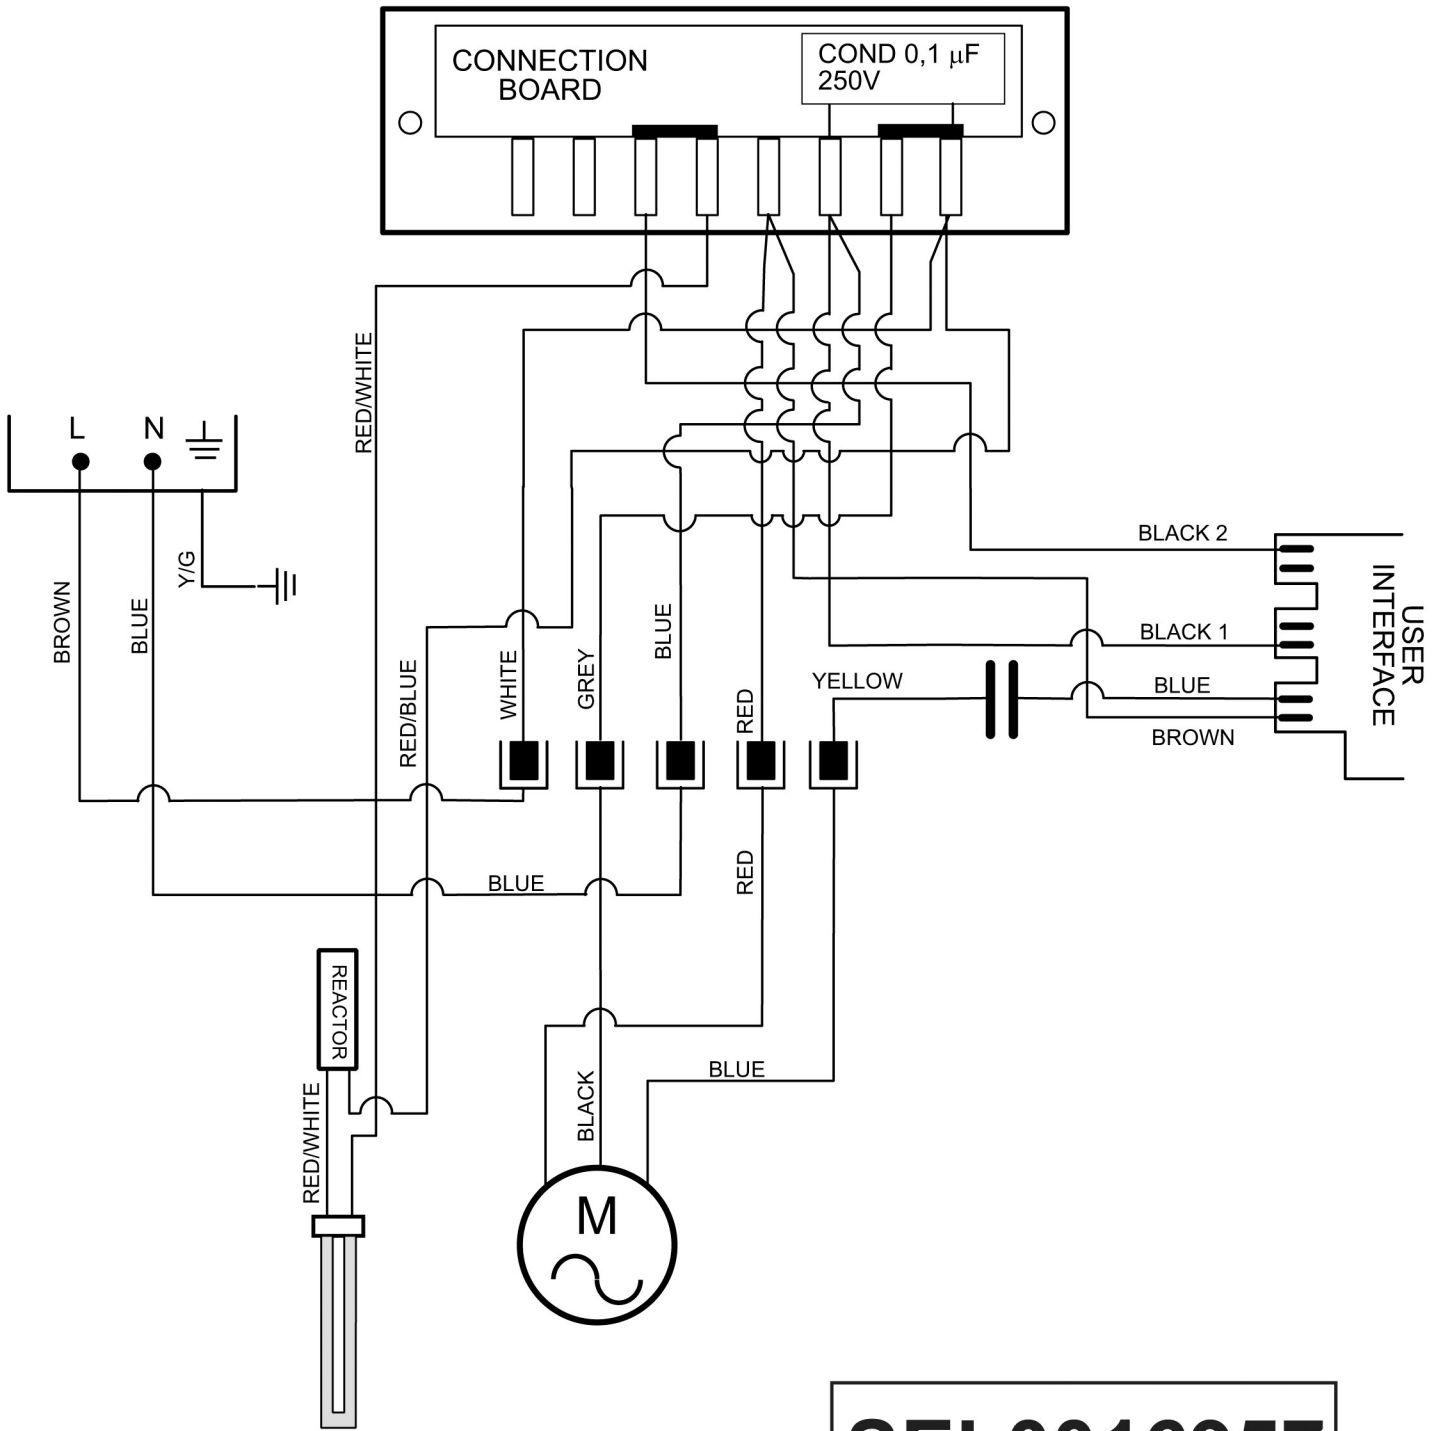 CONNECTION
BOARD
COND 0,1 µF
250V
RED/WHITE
L N
BROWN
BLUE
Y/G
RED/BLUE
WHITE
GREY
BLUE
RED
YELLOW
BLACK 2
BLACK 1
BLUE
BROWN
USER
INTERFACE
BLUE
RED
REACTOR
RED/WHITE
BLACK
BLUE
M